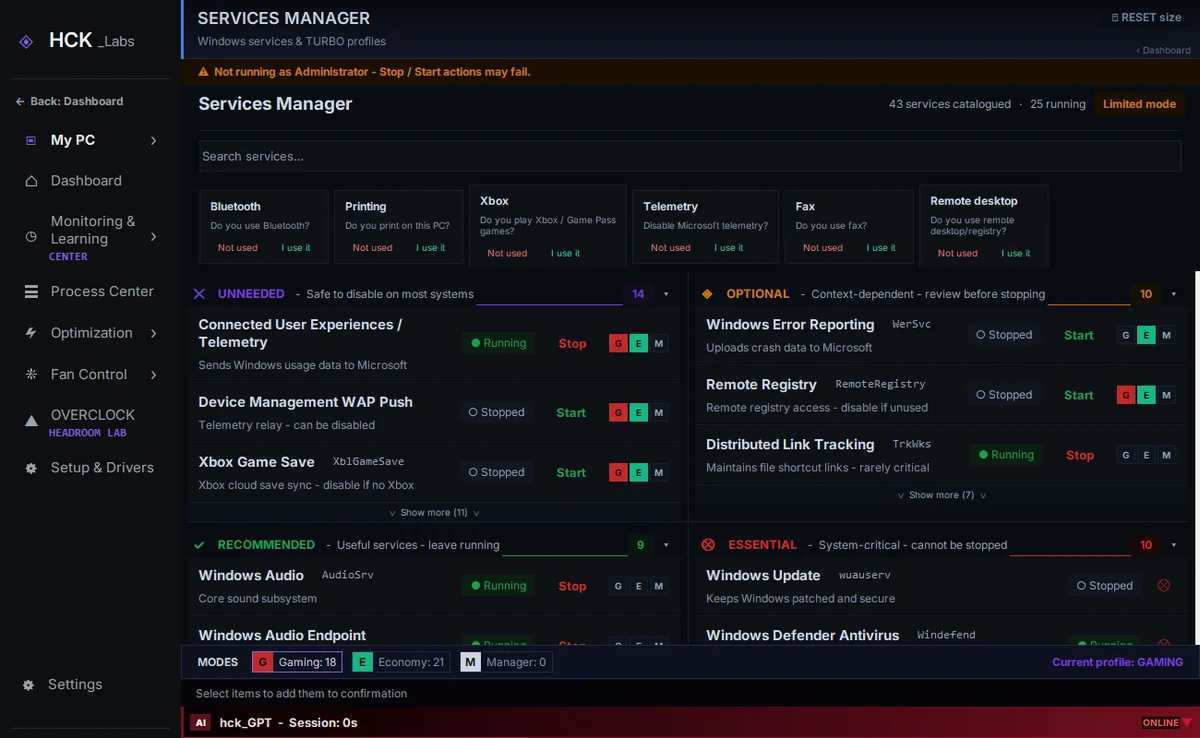 HCK _Labs
← Back: Dashboard
My PC
Dashboard
Monitoring &
Learning
CENTER
Process Center
Optimization
Fan Control
OVERCLOCK
HEADROOM LAB
Setup & Drivers
Settings
SERVICES MANAGER
Windows services & TURBO profiles
RESET size
‹ Dashboard
Not running as Administrator - Stop / Start actions may fail.
Services Manager
43 services catalogued · 25 running
Limited mode
Search services...
Bluetooth
Do you use Bluetooth?
Not used I use it
Printing
Do you print on this PC?
Not used I use it
Xbox
Do you play Xbox / Game Pass
games?
Not used I use it
Telemetry
Disable Microsoft telemetry?
Not used I use it
Fax
Do you use fax?
Not used I use it
Remote desktop
Do you use remote
desktop/registry?
Not used I use it
UNNEEDED - Safe to disable on most systems 14
Connected User Experiences /
Telemetry
Sends Windows usage data to Microsoft
Running Stop G E M
Device Management WAP Push
Telemetry relay - can be disabled
Stopped Start G E M
Xbox Game Save XblGameSave
Xbox cloud save sync - disable if no Xbox
Stopped Start G E M
Show more (11)
OPTIONAL - Context-dependent - review before stopping 10
Windows Error Reporting WerSvc
Uploads crash data to Microsoft
Stopped Start G E M
Remote Registry RemoteRegistry
Remote registry access - disable if unused
Stopped Start G E M
Distributed Link Tracking TrkWks
Maintains file shortcut links - rarely critical
Running Stop G E M
Show more (7)
RECOMMENDED - Useful services - leave running 9
Windows Audio AudioSrv
Core sound subsystem
Running Stop G E M
Windows Audio Endpoint
Running Stop G E M
ESSENTIAL - System-critical - cannot be stopped 10
Windows Update wuauserv
Keeps Windows patched and secure
Stopped
Windows Defender Antivirus Windefend
Running
MODES G Gaming: 18 E Economy: 21 M Manager: 0
Current profile: GAMING
Select items to add them to confirmation
AI hck_GPT - Session: 0s
ONLINE